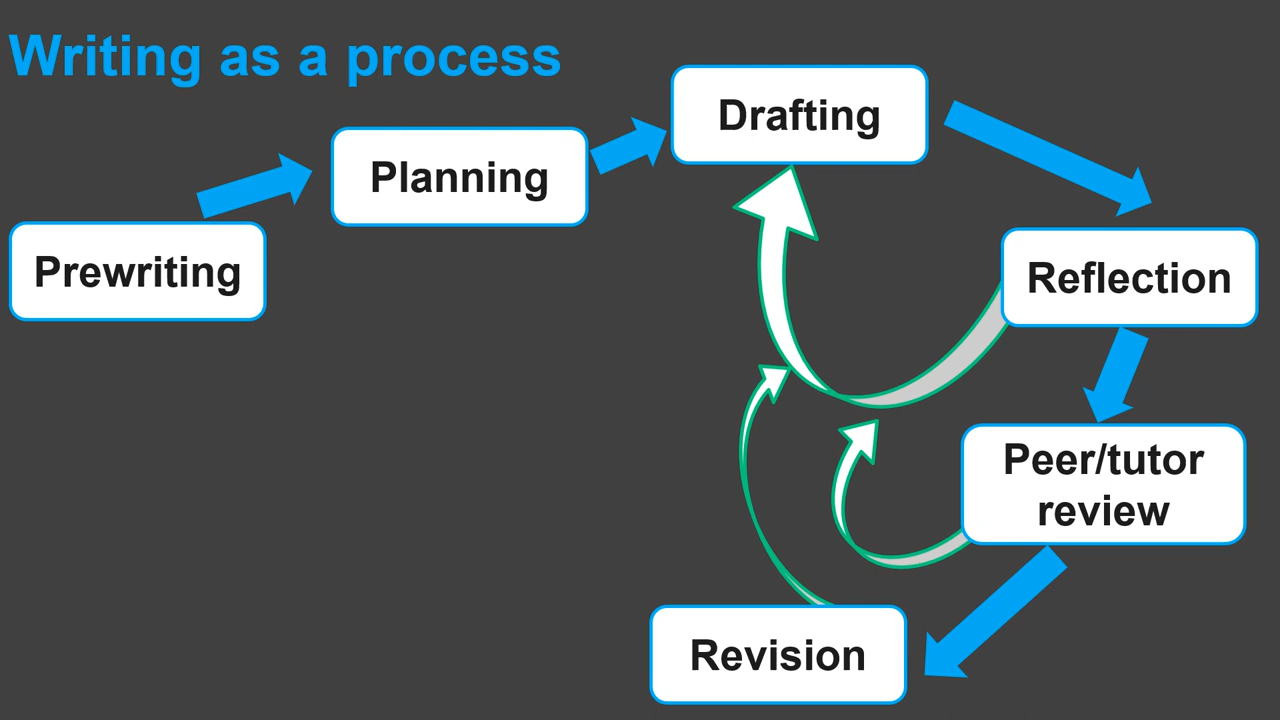 Writing as a process
Prewriting
Planning
Drafting
Reflection
Peer/tutor
review
Revision